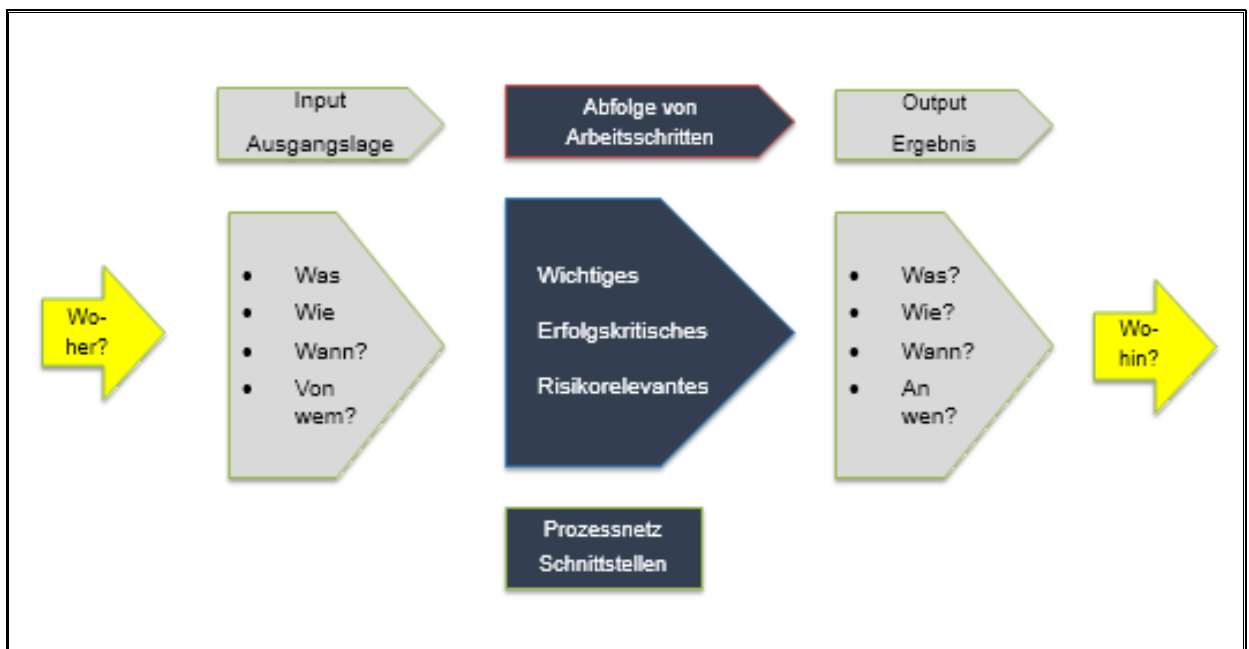 Input
Ausgangslage
Abfolge von
Arbeitsschritten
Output
Ergebnis
Wo-
her?
• Was
• Wie
• Wann?
• Von
wem?
Wichtiges
Erfolgskritisches
Risikorelevantes
• Was?
• Wie?
• Wann?
• An
wen?
Wo-
hin?
Prozessnetz
Schnittstellen